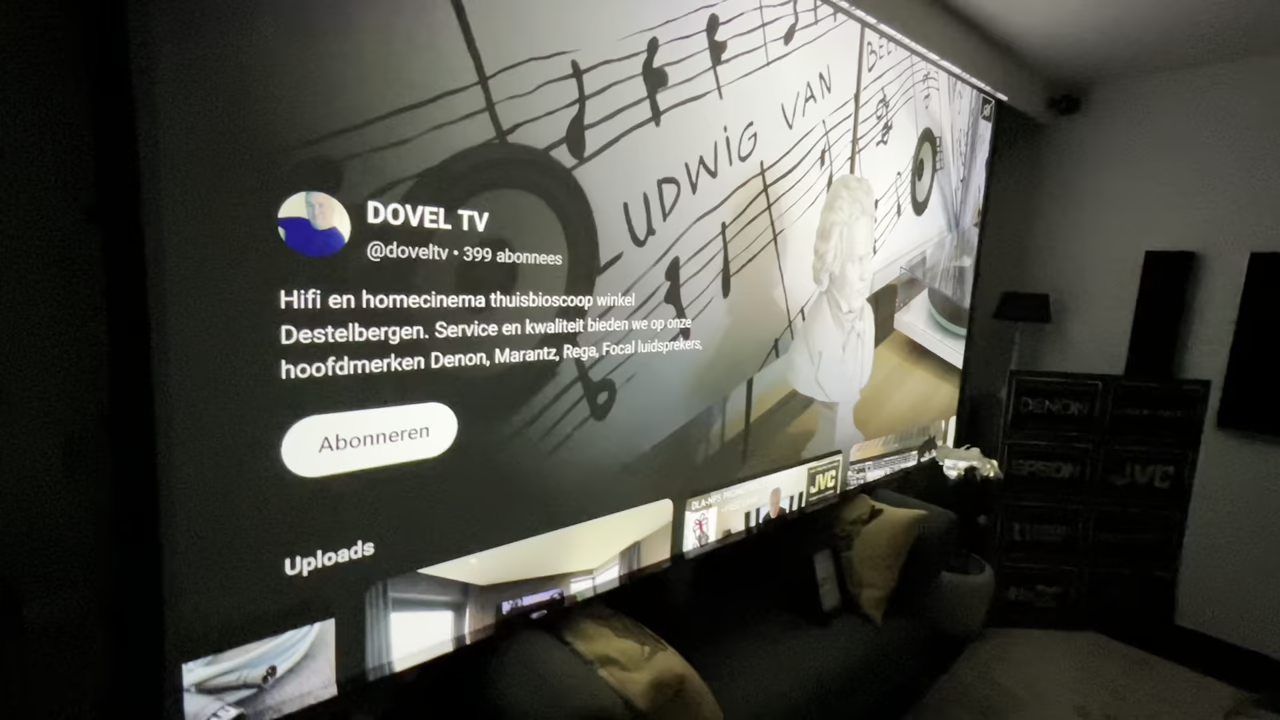 LUDWIG VAN
DOVEL TV
@doveltv • 399 abonnees
Hifi en homecinema thuisbioscoop winkel
Destelbergen. Service en kwaliteit bieden we op onze
hoofdmerken Denon, Marantz, Rega, Focal luidsprekers,
Abonneren
Uploads
JVC
DENON
EPSON
JVC